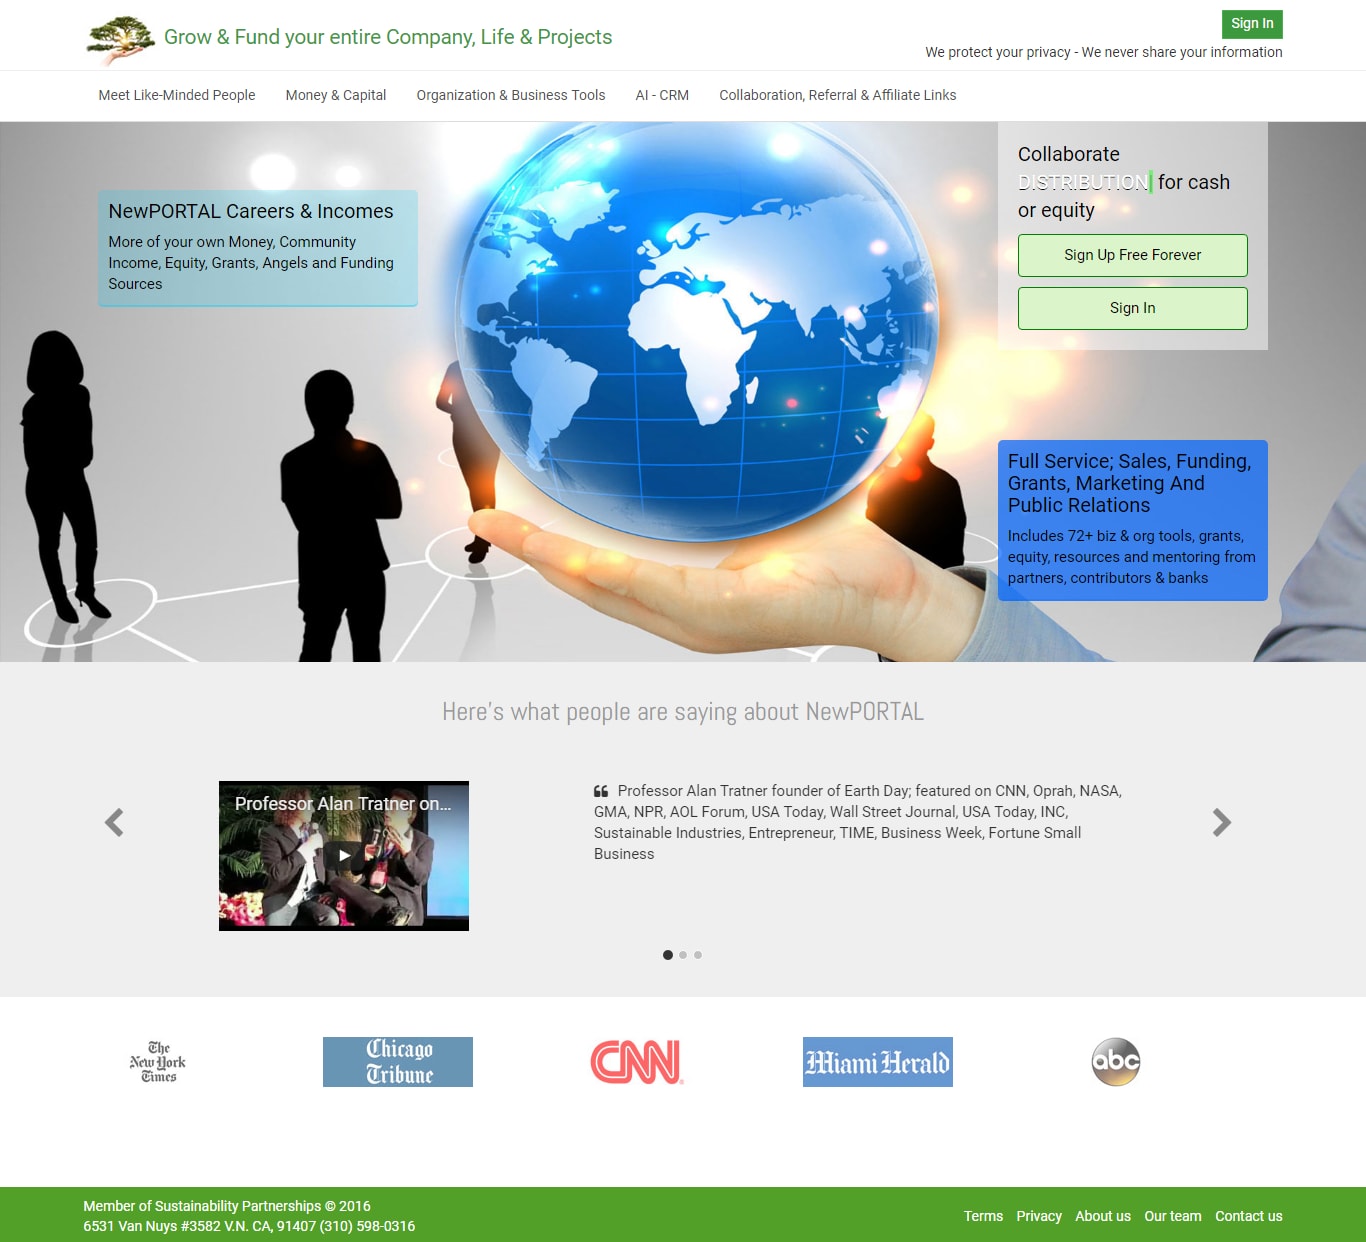 Grow & Fund your entire Company, Life & Projects
Sign In
We protect your privacy - We never share your information
Meet Like-Minded People
Money & Capital
Organization & Business Tools
AI - CRM
Collaboration, Referral & Affiliate Links
NewPORTAL Careers & Incomes
More of your own Money, Community
Income, Equity, Grants, Angels and Funding
Sources
Collaborate
DISTRIBUTION for cash
or equity
Sign Up Free Forever
Sign In
Full Service; Sales, Funding,
Grants, Marketing And
Public Relations
Includes 72+ biz & org tools, grants,
equity, resources and mentoring from
partners, contributors & banks
Here's what people are saying about NewPORTAL
Professor Alan Tratner on...
“ Professor Alan Tratner founder of Earth Day; featured on CNN, Oprah, NASA,
GMA, NPR, AOL Forum, USA Today, Wall Street Journal, USA Today, INC,
Sustainable Industries, Entrepreneur, TIME, Business Week, Fortune Small
Business
The
New York
Times
Chicago
Tribune
CNN
Miami Herald
abc
Member of Sustainability Partnerships © 2016
6531 Van Nuys #3582 V.N. CA, 91407 (310) 598-0316
Terms
Privacy
About us
Our team
Contact us